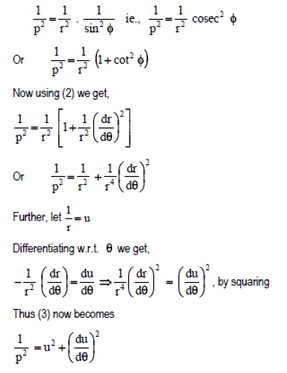 1/p² = 1/r² · 1/sin² ϕ ie., 1/p² = 1/r² cosec² ϕ
Or 1/p² = 1/r² (1+cot² ϕ)
Now using (2) we get,
1/p² = 1/r² [1+ 1/r² (dr/dθ)²]
Or 1/p² = 1/r² + 1/r⁴ (dr/dθ)²
Further, let 1/r = u
Differentiating w.r.t. θ we get,
− 1/r² (dr/dθ) = du/dθ ⇒ 1/r⁴ (dr/dθ)² = (du/dθ)², by squaring
Thus (3) now becomes
1/p² = u² + (du/dθ)²